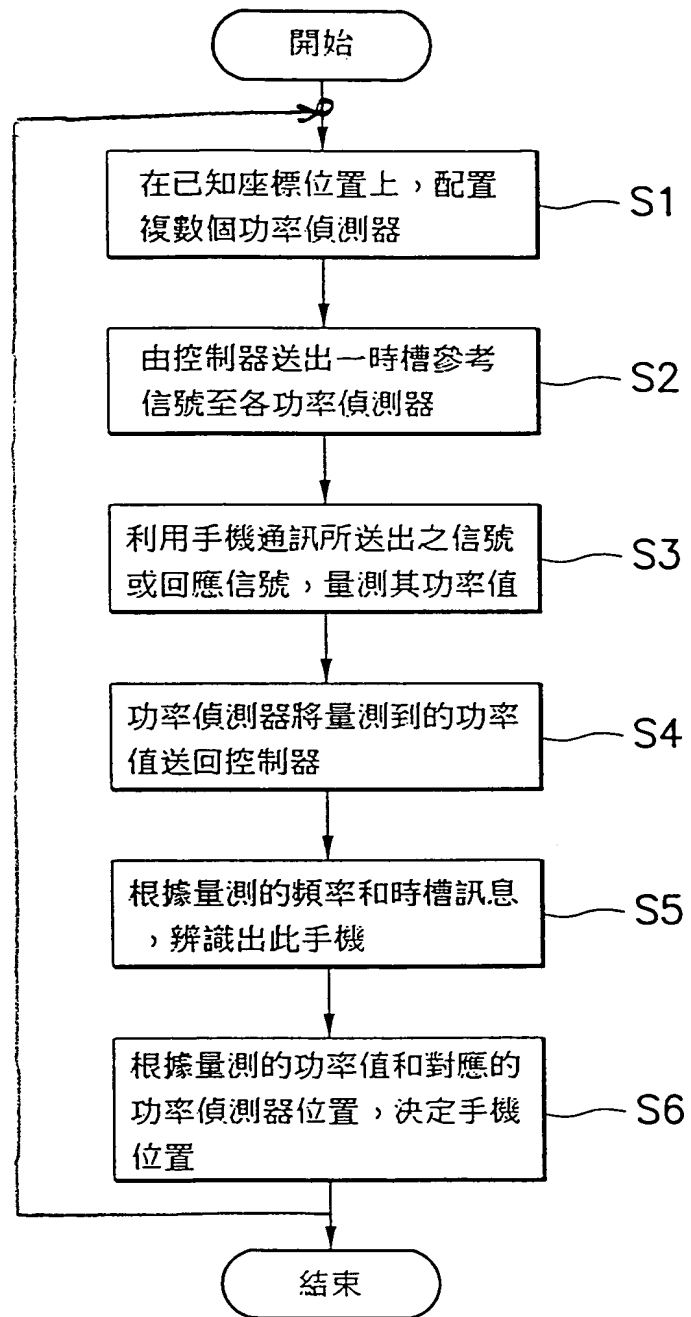 開始
在已知座標位置上，配置
複數個功率偵測器
S1
由控制器送出一時槽參考
信號至各功率偵測器
S2
利用手機通訊所送出之信號
或回應信號，量測其功率值
S3
功率偵測器將量測到的功率
值送回控制器
S4
根據量測的頻率和時槽訊息
，辨識出此手機
S5
根據量測的功率值和對應的
功率偵測器位置，決定手機
位置
S6
結束